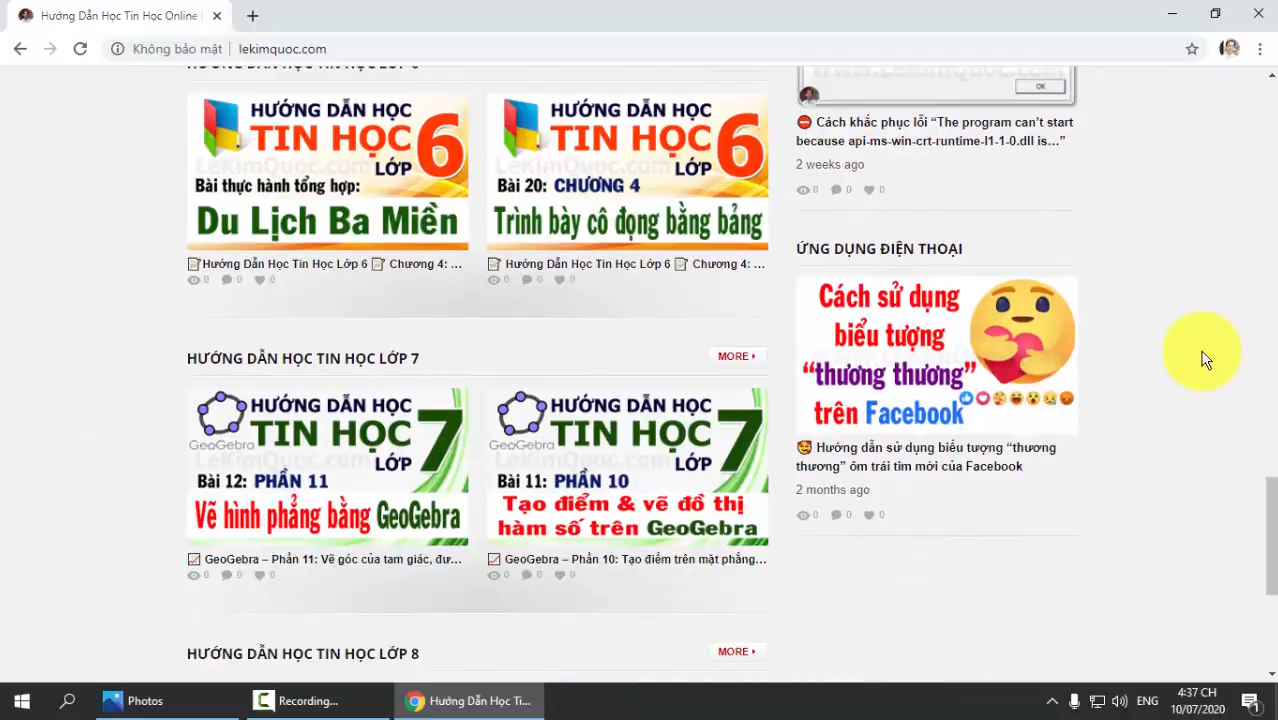 Hướng Dẫn Học Tin Học Online
Không bảo mật
lekimquoc.com
HƯỚNG DẪN HỌC
TIN HỌC 6
LỚP
Bài thực hành tổng hợp:
Du Lịch Ba Miền
📝Hướng Dẫn Học Tin Học Lớp 6 📝 Chương 4: ...
0 0 0
HƯỚNG DẪN HỌC
TIN HỌC 6
LỚP
Bài 20: CHƯƠNG 4
Trình bày cô đọng bằng bảng
📝 Hướng Dẫn Học Tin Học Lớp 6 📝 Chương 4: ...
0 0 0
HƯỚNG DẪN HỌC TIN HỌC LỚP 7
MORE
HƯỚNG DẪN HỌC
GeoGebra
TIN HỌC 7
LeKimQuoc.com
LỚP
Bài 12: PHẦN 11
Vẽ hình phẳng bằng GeoGebra
📈 GeoGebra – Phần 11: Vẽ góc của tam giác, đư...
0 0 0
HƯỚNG DẪN HỌC
GeoGebra
TIN HỌC 7
LeKimQuoc.com
LỚP
Bài 11: PHẦN 10
Tạo điểm & vẽ đồ thị
hàm số trên GeoGebra
📈 GeoGebra – Phần 10: Tạo điểm trên mặt phẳng...
0 0 0
HƯỚNG DẪN HỌC TIN HỌC LỚP 8
MORE
www.LeKimQuoc.com
OK
⛔ Cách khắc phục lỗi “The program can’t start
because api-ms-win-crt-runtime-l1-1-0.dll is…”
2 weeks ago
0 0 0
ỨNG DỤNG ĐIỆN THOẠI
Cách sử dụng
biểu tượng
“thương thương”
trên Facebook
🥰 Hướng dẫn sử dụng biểu tượng “thương
thương” ôm trái tim mới của Facebook
2 months ago
0 0 0
Photos
Recording...
Hướng Dẫn Học Ti...
ENG
4:37 CH
10/07/2020
1